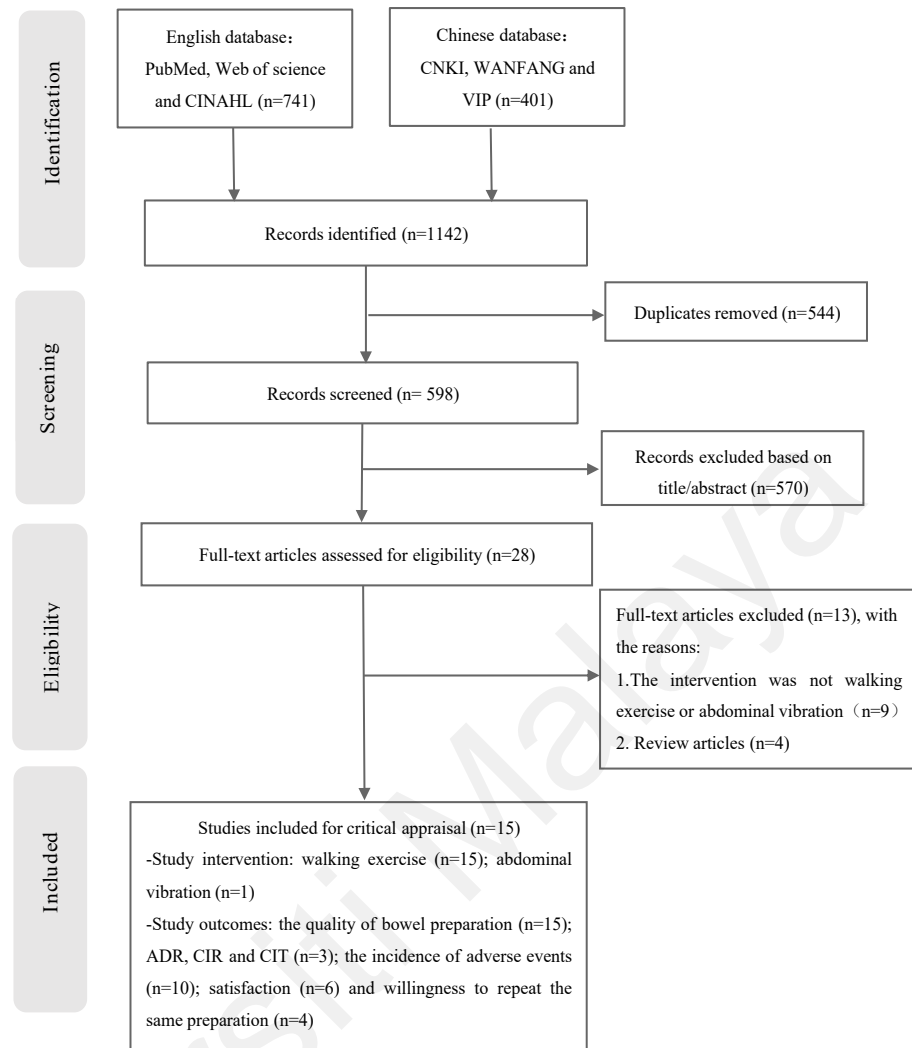 Identification
English database：
PubMed, Web of science
and CINAHL (n=741)
Chinese database：
CNKI, WANFANG and
VIP (n=401)
Records identified (n=1142)
Duplicates removed (n=544)
Screening
Records screened (n= 598)
Records excluded based on
title/abstract (n=570)
Eligibility
Full-text articles assessed for eligibility (n=28)
Full-text articles excluded (n=13), with
the reasons:
1.The intervention was not walking
exercise or abdominal vibration（n=9）
2. Review articles (n=4)
Included
Studies included for critical appraisal (n=15)
-Study intervention: walking exercise (n=15); abdominal
vibration (n=1)
-Study outcomes: the quality of bowel preparation (n=15);
ADR, CIR and CIT (n=3); the incidence of adverse events
(n=10); satisfaction (n=6) and willingness to repeat the
same preparation (n=4)
rsiti Malaya